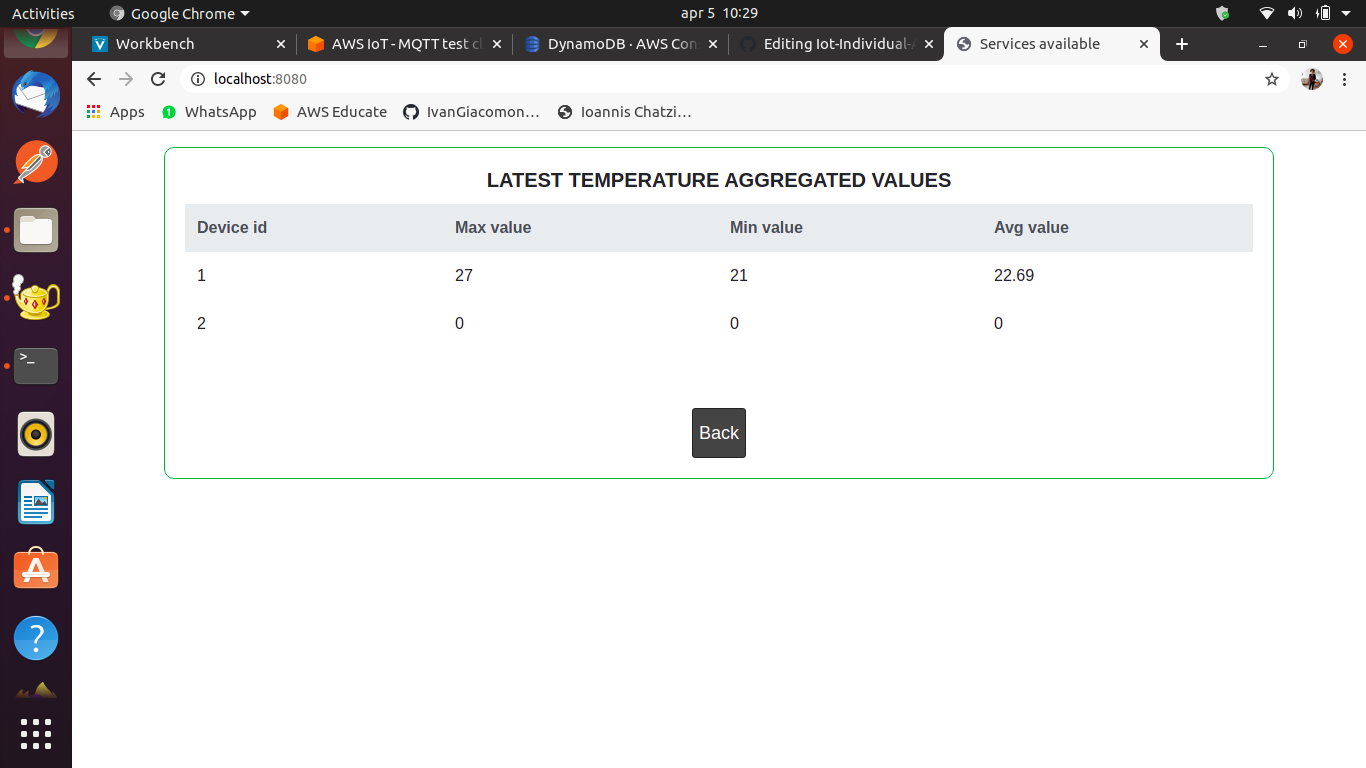 Activities Google Chrome apr 5 10:29
Workbench AWS IoT - MQTT test cl DynamoDB · AWS Con Editing Iot-Individual- Services available
localhost:8080
Apps WhatsApp AWS Educate IvanGiacomon… Ioannis Chatzi…
LATEST TEMPERATURE AGGREGATED VALUES
Device id Max value Min value Avg value
1 27 21 22.69
2 0 0 0
Back